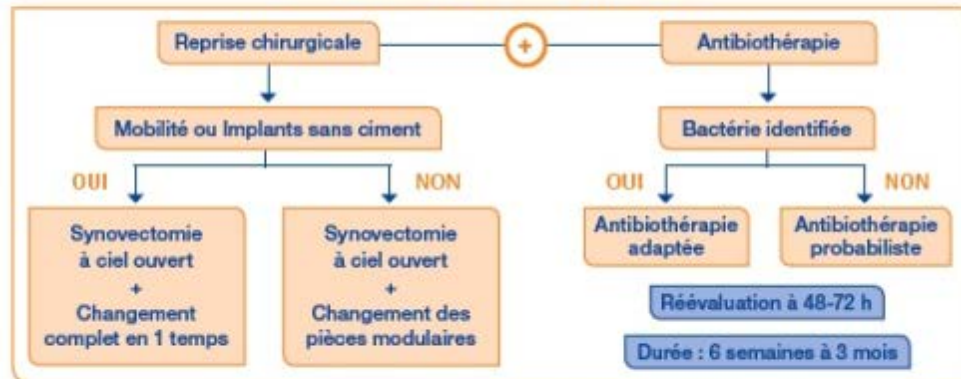 Reprise chirurgicale
+
Antibiothérapie
Mobilité ou Implants sans ciment
Bactérie identifiée
OUI
NON
OUI
NON
Synovectomie
à ciel ouvert
+
Changement
complet en 1 temps
Synovectomie
à ciel ouvert
+
Changement des
pièces modulaires
Antibiothérapie
adaptée
Antibiothérapie
probabiliste
Réévaluation à 48-72 h
Durée : 6 semaines à 3 mois